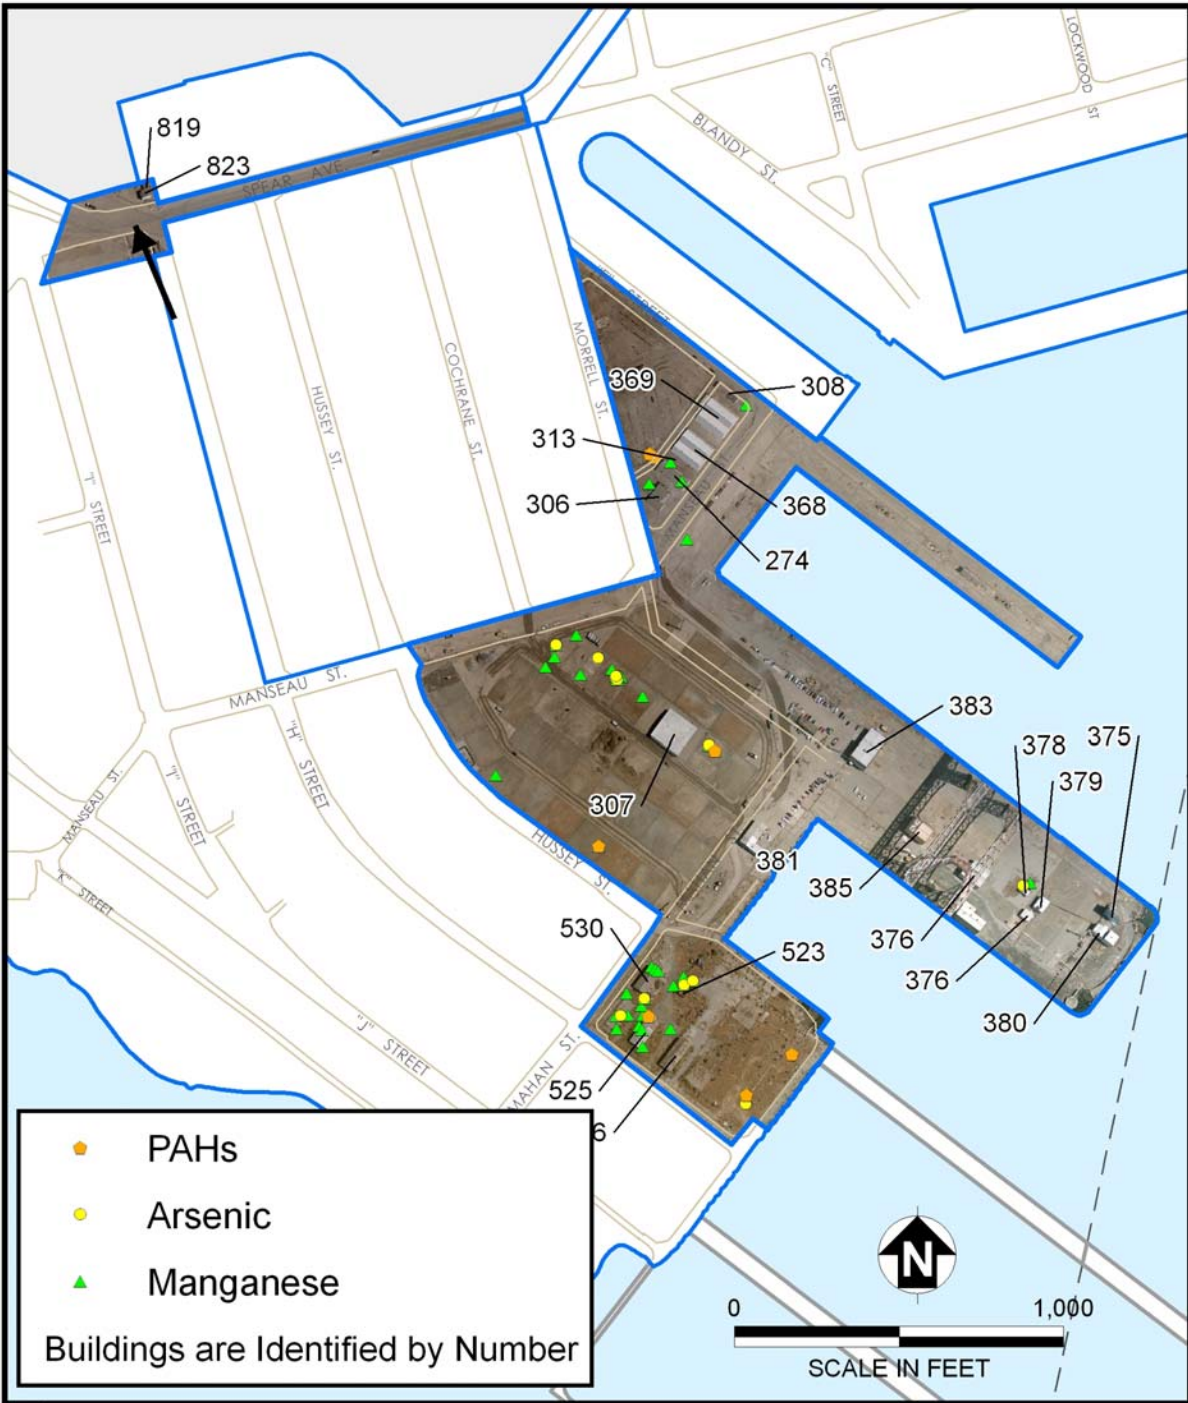 LOCKWOOD ST
"C" STREET
BLANDY ST.
819
823
SPEAR AVE.
STREET
MORRELL ST.
COCHRANE ST.
HUSSEY ST.
369
308
313
306
368
MANSEAU
274
"I" STREET
MANSEAU ST.
383
378
375
379
"H" STREET
MANSEAU ST.
"I" STREET
307
HUSSEY ST.
381
385
"K" STREET
530
523
376
376
380
"J" STREET
525
MAHAN ST.
6
PAHs
Arsenic
Manganese
Buildings are Identified by Number
N
0 1,000
SCALE IN FEET